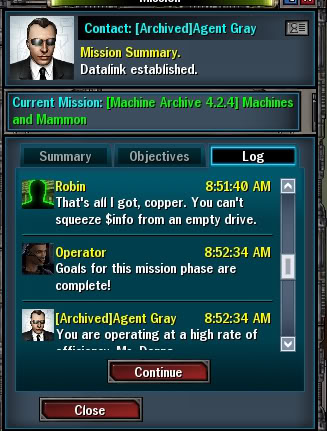 Mission
Contact: [Archived]Agent Gray
Mission Summary.
Datalink established.
Current Mission: [Machine Archive 4.2.4] Machines
and Mammon
Summary
Objectives
Log
Robin 8:51:40 AM
That's all I got, copper. You can't
squeeze $info from an empty drive.
Operator 8:52:34 AM
Goals for this mission phase are
complete!
[Archived]Agent Gray 8:52:34 AM
You are operating at a high rate of
Continue
Close